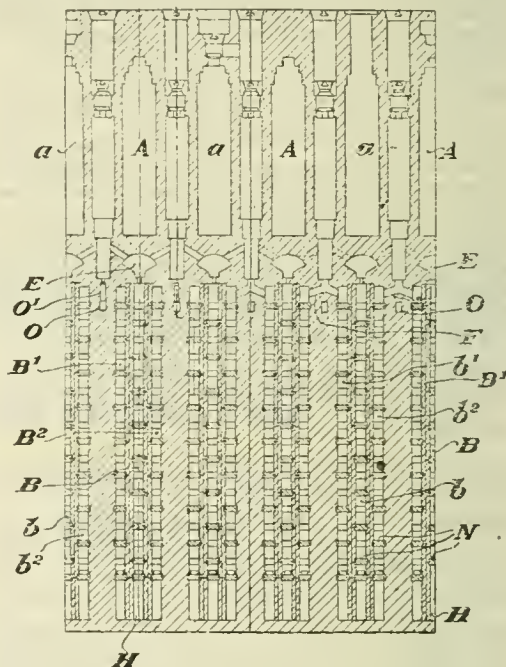 a A a A a A
E E
O' O
O F
B' b'
B' b²
B² B
B b
b N
b² H
H